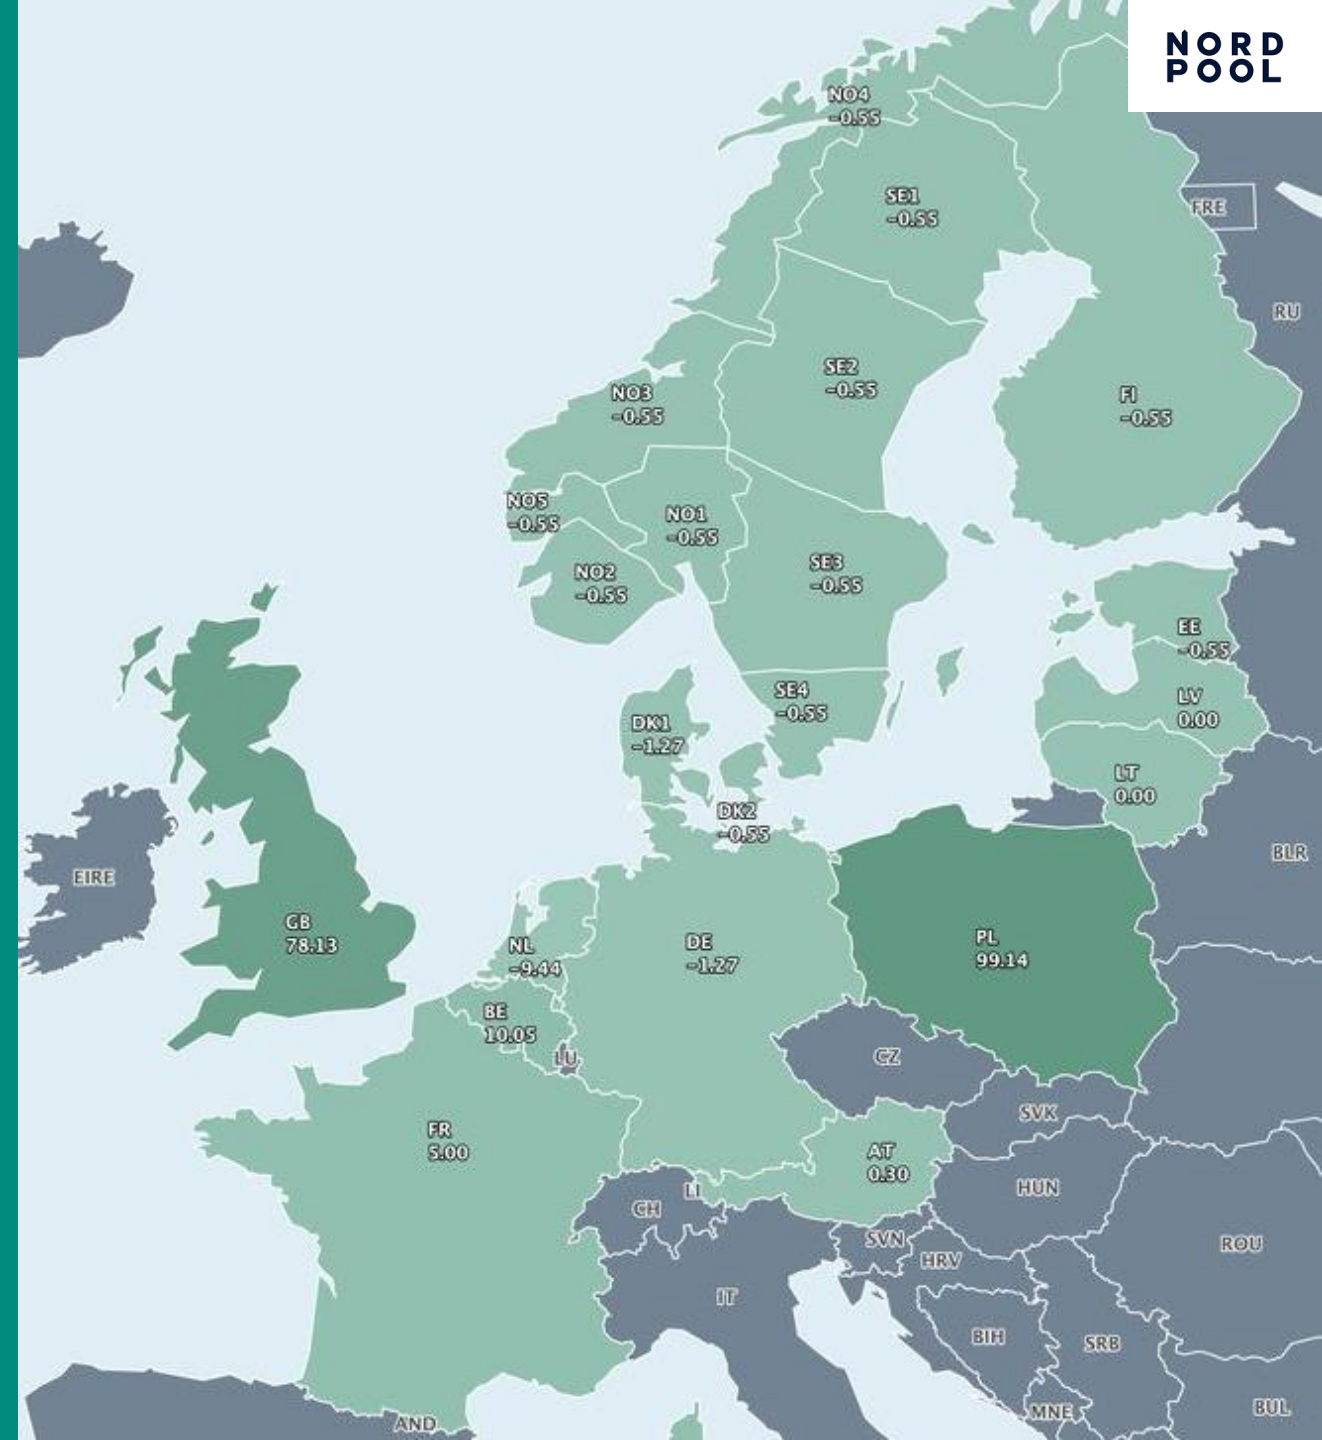 NORD
POOL
NO4
-0.55
SE1
-0.55
FRE
RU
SE2
-0.55
NO3
-0.55
FI
-0.55
NO5
-0.55
NO1
-0.55
SE3
-0.55
NO2
-0.55
EE
-0.55
SE4
-0.55
LV
0.00
DK1
-1.27
LT
0.00
DK2
-0.55
BLR
EIRE
GB
78.13
NL
-9.44
DE
-1.27
PL
99.14
BE
10.05
LU
CZ
SVK
FR
5.00
AT
0.30
LI
CH
HUN
SVN
HRV
ROU
IT
BIH
SRB
AND
MNE
BUL